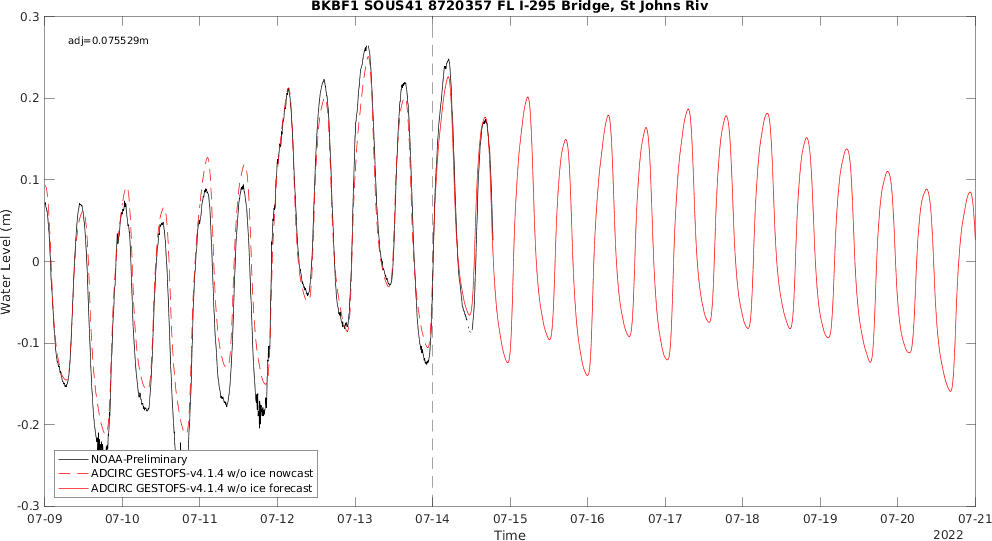 BKBF1 SOUS41 8720357 FL I-295 Bridge, St Johns Riv
adj=0.075529m
0.3
0.2
0.1
0
-0.1
-0.2
-0.3
Water Level (m)
NOAA-Preliminary
ADCIRC GESTOFS-v4.1.4 w/o ice nowcast
ADCIRC GESTOFS-v4.1.4 w/o ice forecast
07-09 07-10 07-11 07-12 07-13 07-14 07-15 07-16 07-17 07-18 07-19 07-20 07-21
Time
2022